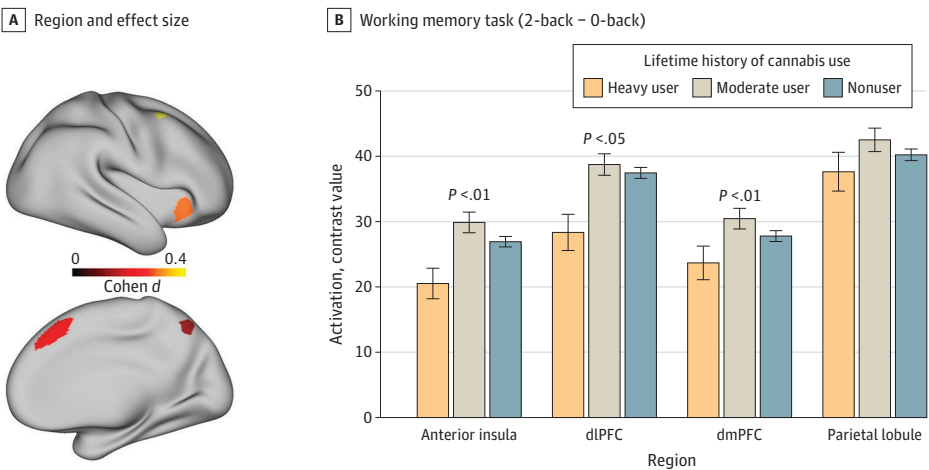 A Region and effect size
0 0.4
Cohen d
B Working memory task (2-back − 0-back)
Lifetime history of cannabis use
Heavy user Moderate user Nonuser
Activation, contrast value
50
40
30
20
10
0
P <.01
P <.05
P <.01
Anterior insula dlPFC dmPFC Parietal lobule
Region